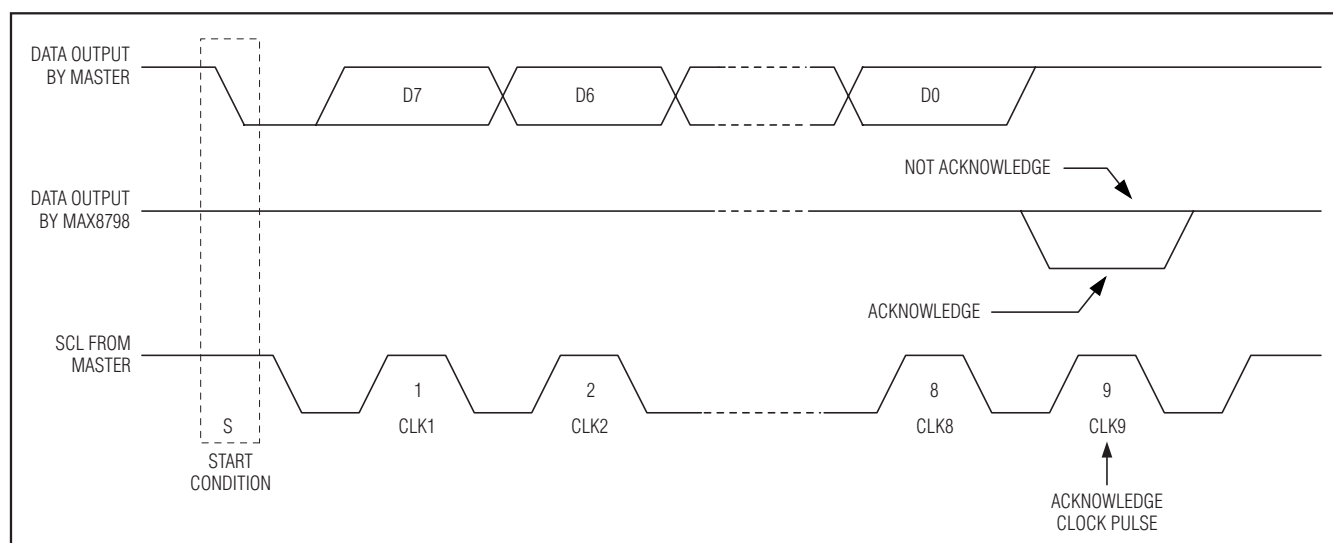 DATA OUTPUT
BY MASTER
D7
D6
D0
NOT ACKNOWLEDGE
DATA OUTPUT
BY MAX8798
ACKNOWLEDGE
SCL FROM
MASTER
1
2
8
9
S
CLK1
CLK2
CLK8
CLK9
START
CONDITION
ACKNOWLEDGE
CLOCK PULSE